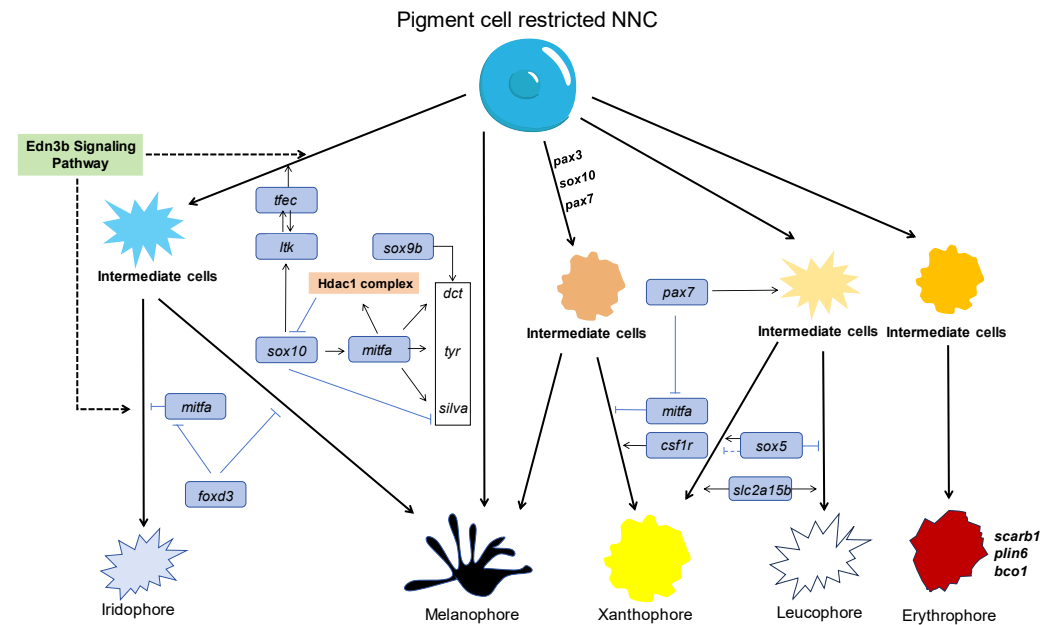 Pigment cell restricted NNC
Edn3b Signaling
Pathway
pax3
sox10
pax7
tfec
ltk
sox9b
Intermediate cells
Hdac1 complex
dct
pax7
Intermediate cells
Intermediate cells
Intermediate cells
sox10
mitfa
tyr
mitfa
silva
mitfa
csf1r
sox5
foxd3
slc2a15b
scarb1
plin6
bco1
Iridophore
Melanophore
Xanthophore
Leucophore
Erythrophore